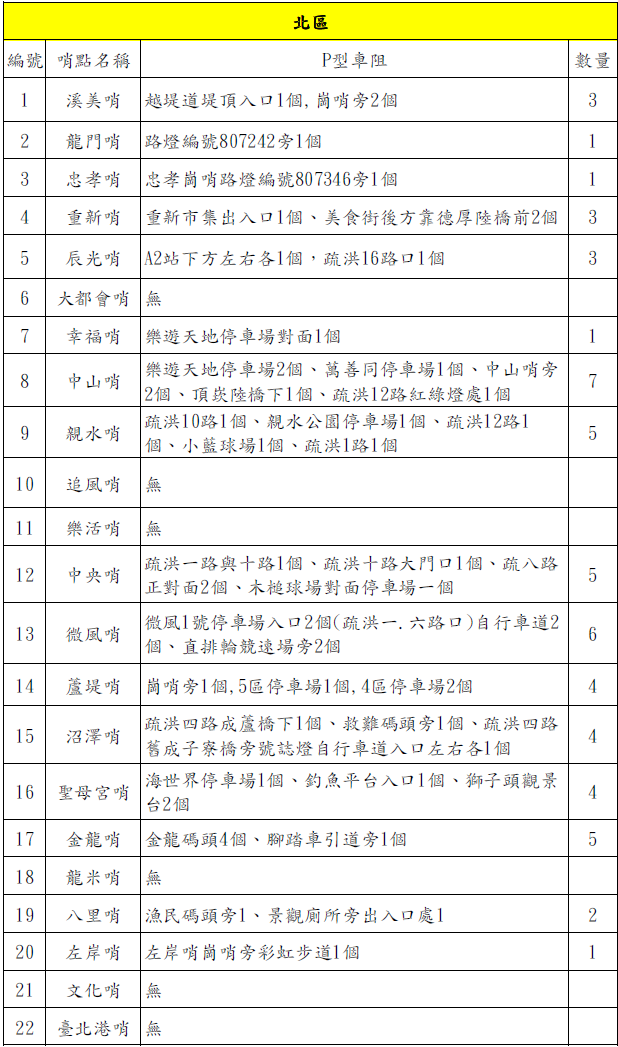 北區
編號 哨點名稱 P型車阻 數量
1 溪美哨 越堤道堤頂入口1個,崗哨旁2個 3
2 龍門哨 路燈編號807242旁1個 1
3 忠孝哨 忠孝崗哨路燈編號807346旁1個 1
4 重新哨 重新市集出入口1個、美食街後方靠德厚陸橋前2個 3
5 辰光哨 A2站下方左右各1個，疏洪16路口1個 3
6 大都會哨 無
7 幸福哨 樂遊天地停車場對面1個 1
8 中山哨 樂遊天地停車場2個、萬善同停車場1個、中山哨旁
2個、頂崁陸橋下1個、疏洪12路紅綠燈處1個 7
9 親水哨 疏洪10路1個、親水公園停車場1個、疏洪12路1
個、小藍球場1個、疏洪1路1個 5
10 追風哨 無
11 樂活哨 無
12 中央哨 疏洪一路與十路1個、疏洪十路大門口1個、疏八路
正對面2個、木槌球場對面停車場一個 5
13 微風哨 微風1號停車場入口2個(疏洪一.六路口)自行車道2
個、直排輪競速場旁2個 6
14 蘆堤哨 崗哨旁1個,5區停車場1個,4區停車場2個 4
15 沼澤哨 疏洪四路成蘆橋下1個、救難碼頭旁1個、疏洪四路
舊成子寮橋旁號誌燈自行車道入口左右各1個 4
16 聖母宮哨 海世界停車場1個、釣魚平台入口1個、獅子頭觀景
台2個 4
17 金龍哨 金龍碼頭4個、腳踏車引道旁1個 5
18 龍米哨 無
19 八里哨 漁民碼頭旁1、景觀廁所旁出入口處1 2
20 左岸哨 左岸哨崗哨旁彩虹步道1個 1
21 文化哨 無
22 臺北港哨 無